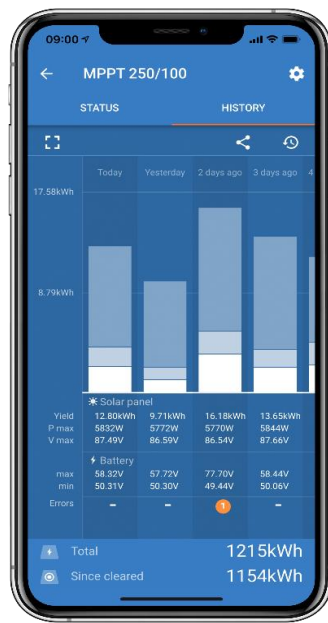 09:00
MPPT 250/100
STATUS HISTORY
Today Yesterday 2 days ago 3 days ago 4
17.58kWh
8.79kWh
Solar panel
Yield 12.80kWh 9.71kWh 16.18kWh 13.65kWh
P max 5832W 5772W 5770W 5844W
V max 87.49V 86.59V 86.54V 87.66V
Battery
max 58.32V 57.72V 77.70V 58.44V
min 50.31V 50.30V 49.44V 50.06V
Errors – – 1 –
Total 1215kWh
Since cleared 1154kWh